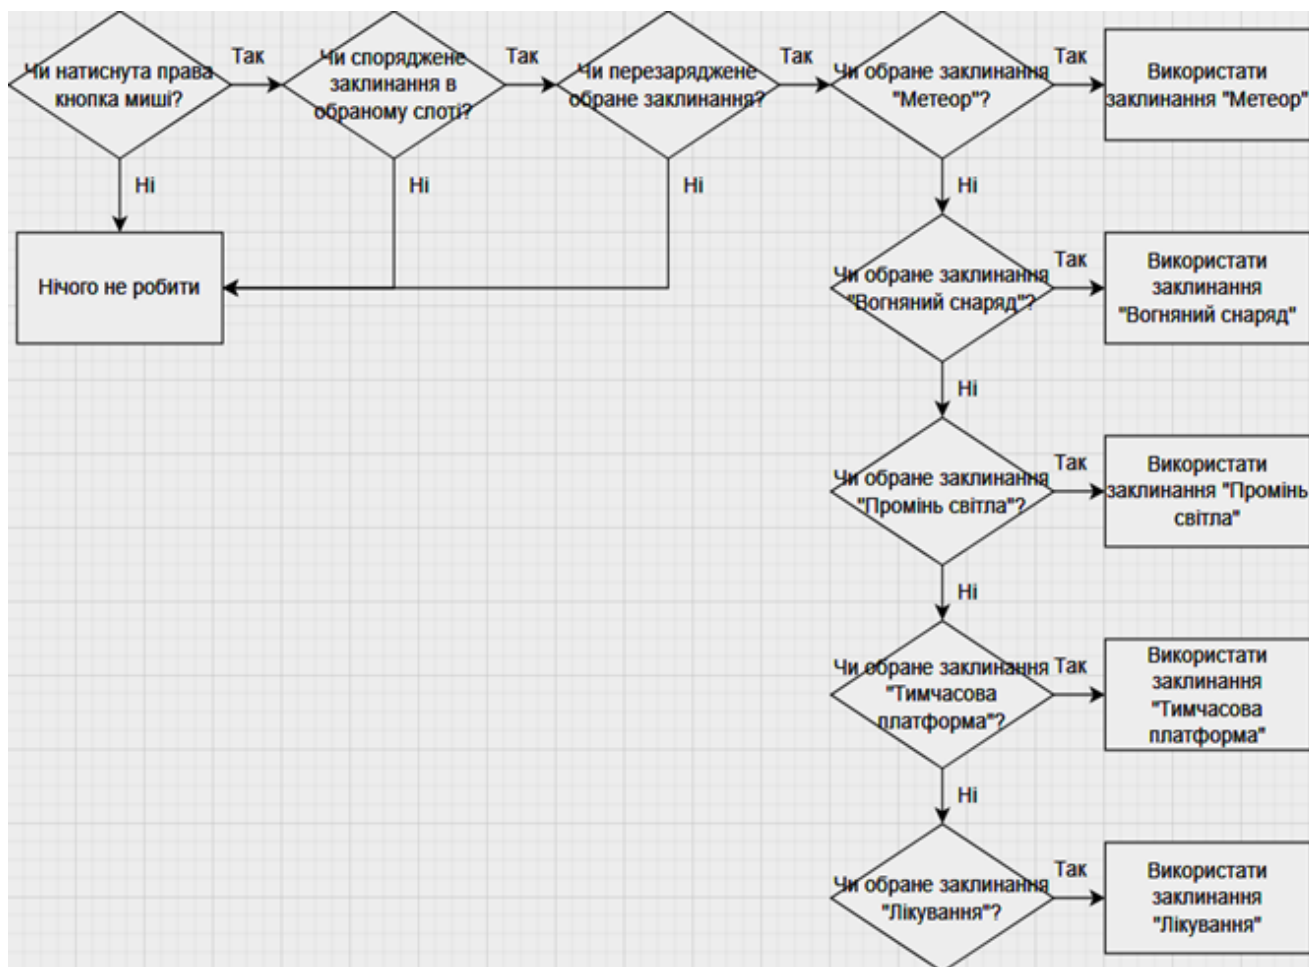 Чи натиснута права
кнопка миші?
Так
Чи споряджене
заклинання в
обраному слоті?
Так
Чи перезаряджене
обране заклинання?
Так
Чи обране заклинання
"Метеор"?
Так
Використати
заклинання "Метеор"
Ні
Ні
Ні
Ні
Нічого не робити
Чи обране заклинання
"Вогняний снаряд"?
Так
Використати
заклинання
"Вогняний снаряд"
Ні
Чи обране заклинання
"Промінь світла"?
Так
Використати
заклинання "Промінь
світла"
Ні
Чи обране заклинання
"Тимчасова
платформа"?
Так
Використати
заклинання
"Тимчасова
платформа"
Ні
Чи обране заклинання
"Лікування"?
Так
Використати
заклинання
"Лікування"